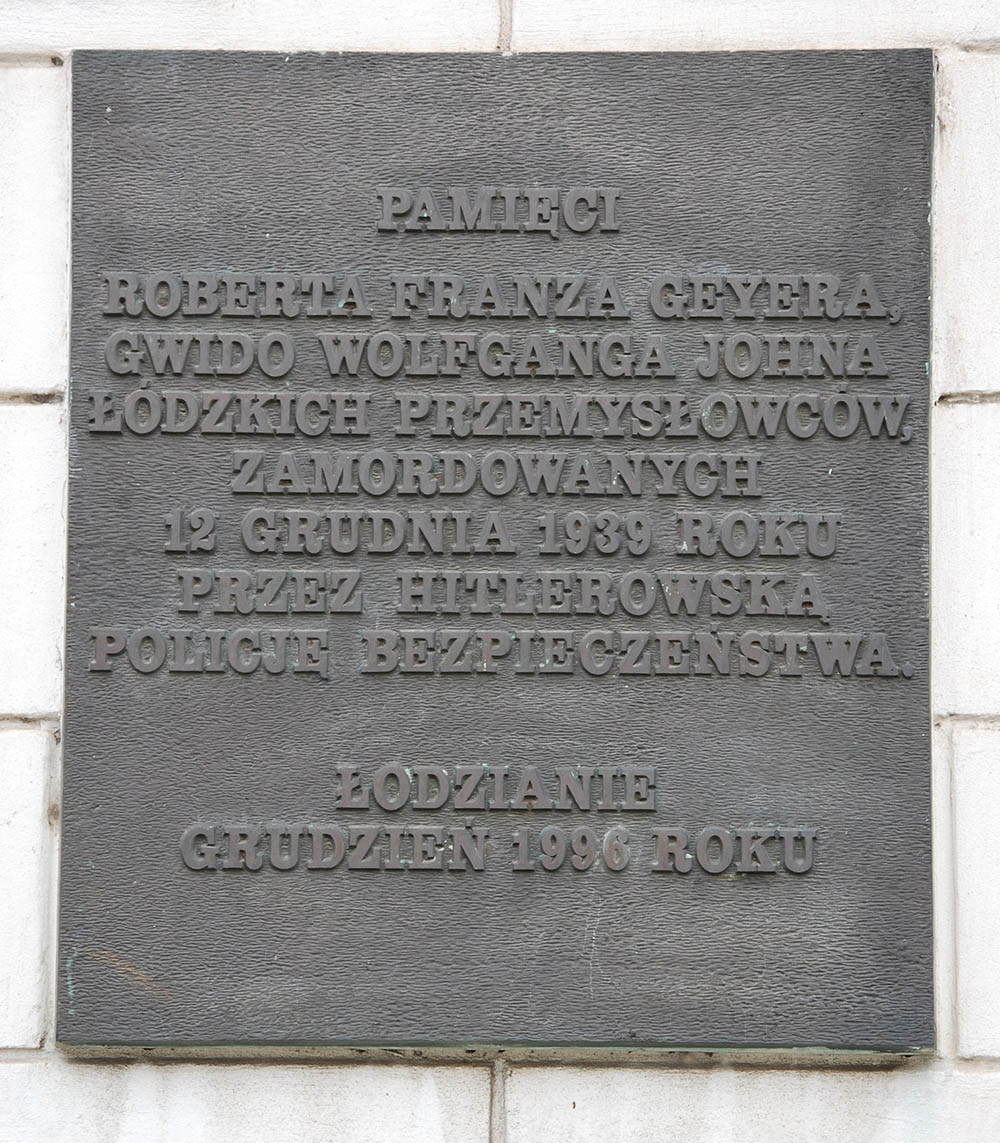 PAMIĘCI
ROBERTA FRANZA GEYERA,
GWIDO WOLFGANGA JOHNA
ŁÓDZKICH PRZEMYSŁOWCÓW,
ZAMORDOWANYCH
12 GRUDNIA 1939 ROKU
PRZEZ HITLEROWSKĄ
POLICJĘ BEZPIECZEŃSTWA.
ŁODZIANIE
GRUDZIEŃ 1996 ROKU